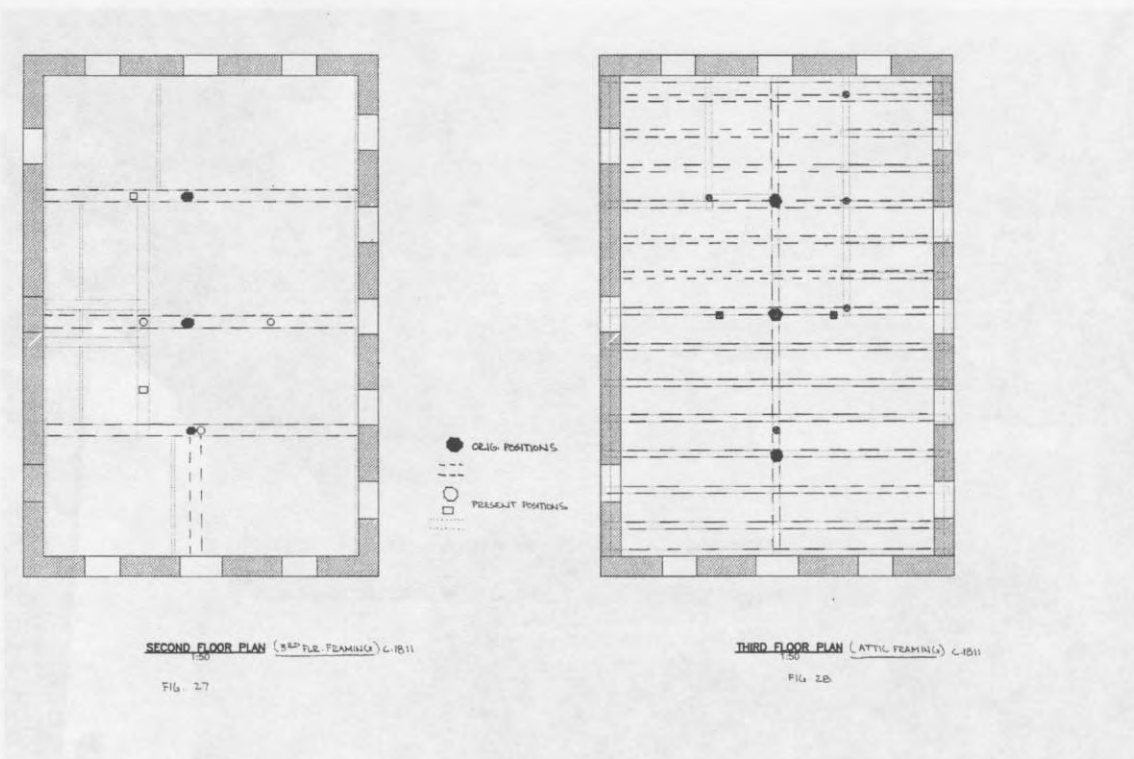 ORIG. POSITIONS
PRESENT POSITIONS.
SECOND FLOOR PLAN (3RD FLR. FRAMING) C.1811
1:50
FIG. 27
THIRD FLOOR PLAN (ATTIC FRAMING) C.1811
1:50
FIG. 28